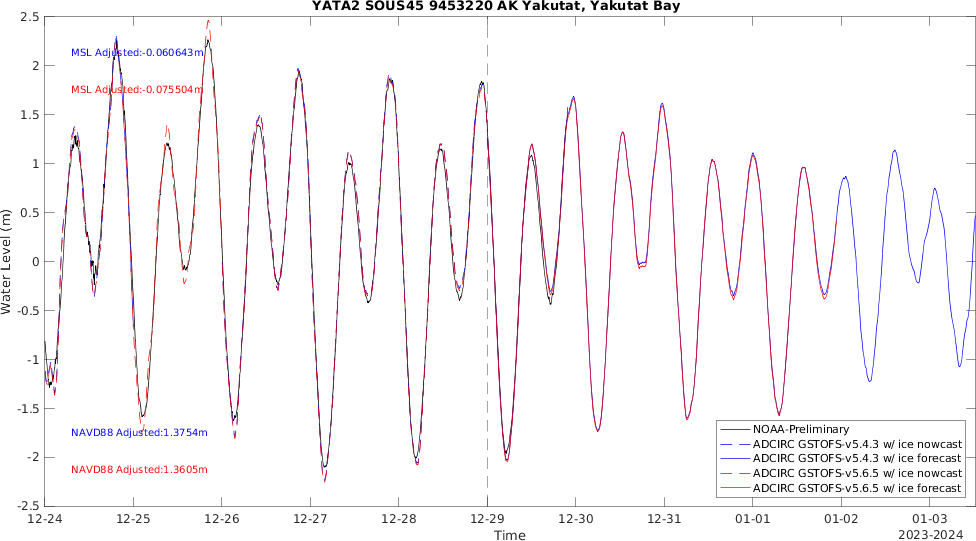 YATA2 SOUS45 9453220 AK Yakutat, Yakutat Bay
2.5
2
1.5
1
0.5
0
-0.5
-1
-1.5
-2
-2.5
Water Level (m)
MSL Adjusted:-0.060643m
MSL Adjusted:-0.075504m
NAVD88 Adjusted:1.3754m
NAVD88 Adjusted:1.3605m
NOAA-Preliminary
ADCIRC GSTOFS-v5.4.3 w/ ice nowcast
ADCIRC GSTOFS-v5.4.3 w/ ice forecast
ADCIRC GSTOFS-v5.6.5 w/ ice nowcast
ADCIRC GSTOFS-v5.6.5 w/ ice forecast
12-24 12-25 12-26 12-27 12-28 12-29 12-30 12-31 01-01 01-02 01-03
Time
2023-2024